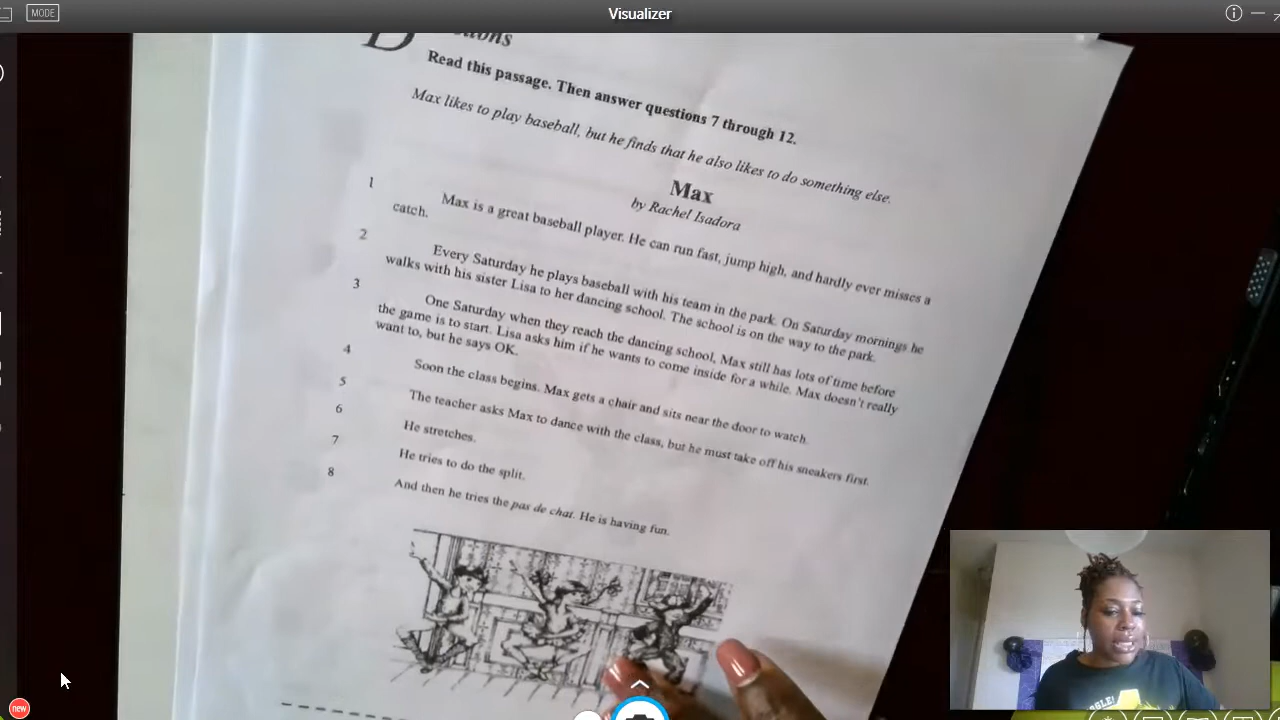 MODE
Visualizer
Read this passage. Then answer questions 7 through 12.
Max likes to play baseball, but he finds that he also likes to do something else.
Max
by Rachel Isadora
1 Max is a great baseball player. He can run fast, jump high, and hardly ever misses a
catch.
2 Every Saturday he plays baseball with his team in the park. On Saturday mornings he
walks with his sister Lisa to her dancing school. The school is on the way to the park.
3 One Saturday when they reach the dancing school, Max still has lots of time before
the game is to start. Lisa asks him if he wants to come inside for a while. Max doesn't really
want to, but he says OK.
4 Soon the class begins. Max gets a chair and sits near the door to watch.
5 The teacher asks Max to dance with the class, but he must take off his sneakers first.
6 He stretches.
7 He tries to do the split.
8 And then he tries the pas de chat. He is having fun.
new